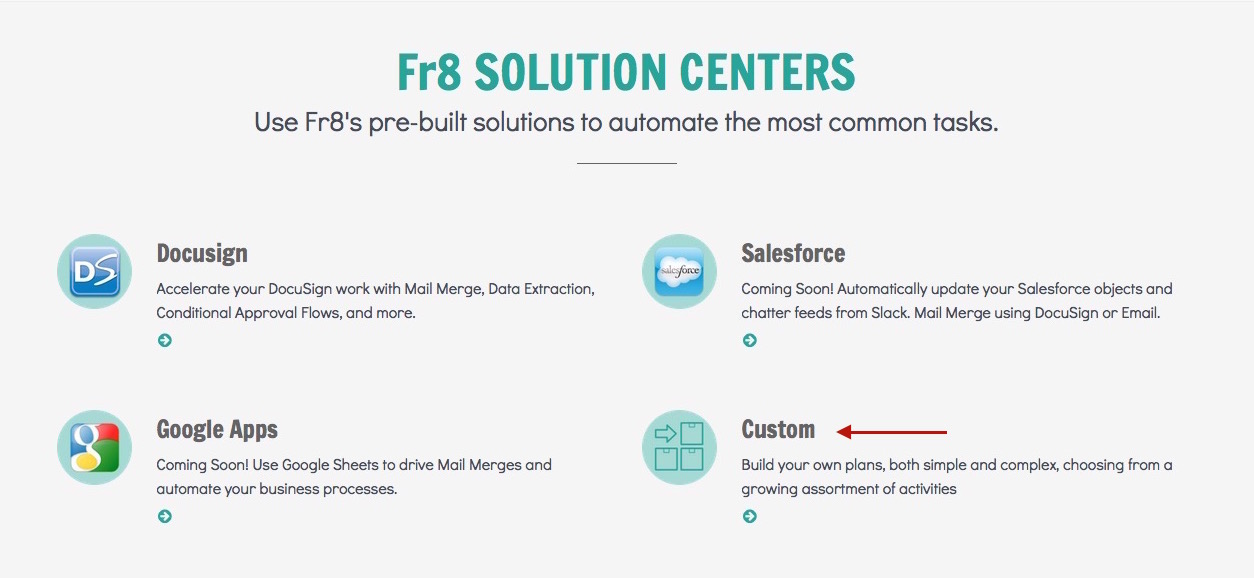 Fr8 SOLUTION CENTERS
Use Fr8's pre-built solutions to automate the most common tasks.
DS
Docusign
Accelerate your DocuSign work with Mail Merge, Data Extraction,
Conditional Approval Flows, and more.
salesforce
Salesforce
Coming Soon! Automatically update your Salesforce objects and
chatter feeds from Slack. Mail Merge using DocuSign or Email.
g
Google Apps
Coming Soon! Use Google Sheets to drive Mail Merges and
automate your business processes.
Custom
Build your own plans, both simple and complex, choosing from a
growing assortment of activities